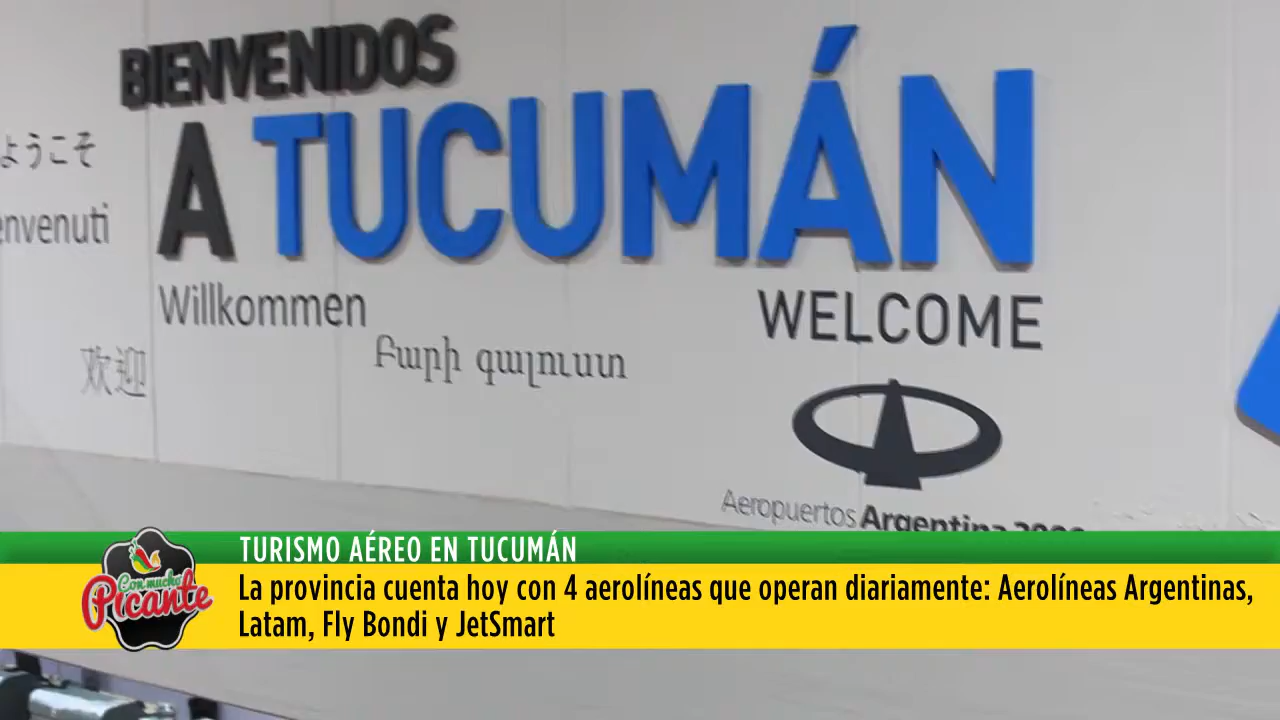 BIENVENIDOS
A TUCUMÁN
ようこそ
envenuti
Willkommen
WELCOME
欢迎
Բարի գալուստ
Aeropuertos Argentina 2000
TURISMO AÉREO EN TUCUMÁN
Con mucho
Picante
La provincia cuenta hoy con 4 aerolíneas que operan diariamente: Aerolíneas Argentinas,
Latam, Fly Bondi y JetSmart